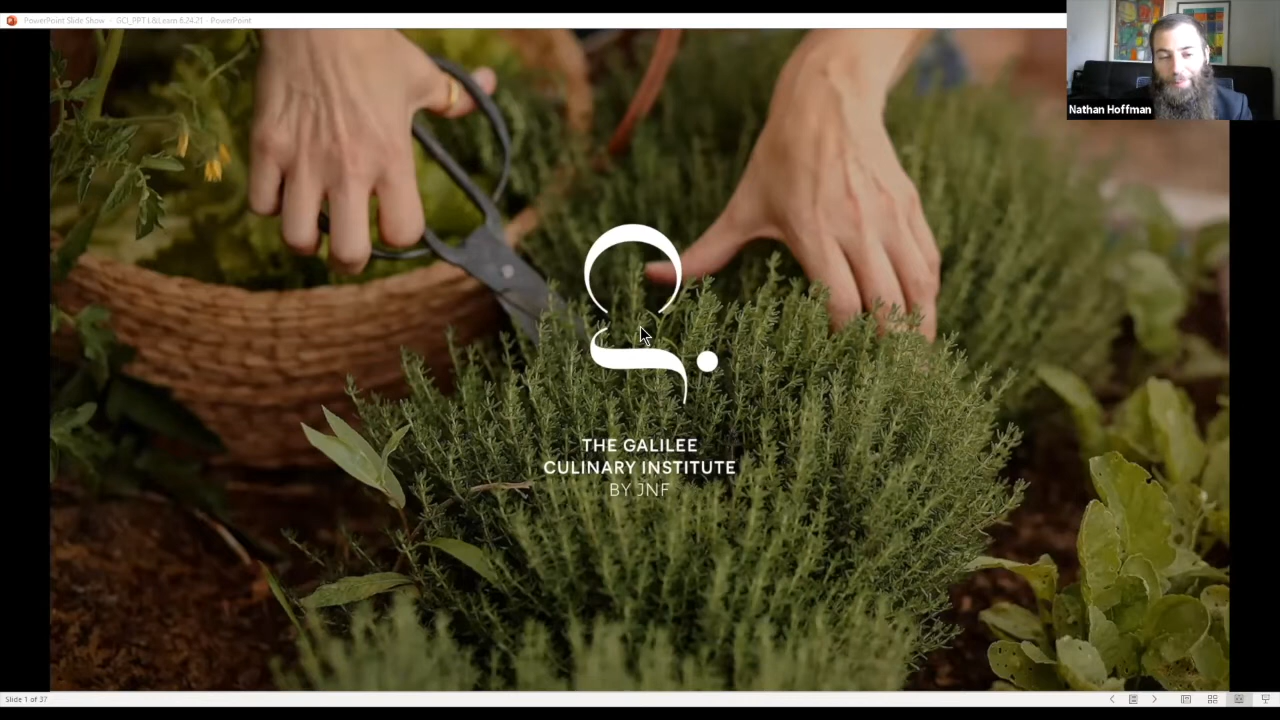 PowerPoint Slide Show - GCI_PPT L&Learn 6.24.21 - PowerPoint
Nathan Hoffman
g.
THE GALILEE
CULINARY INSTITUTE
BY JNF
Slide 1 of 37